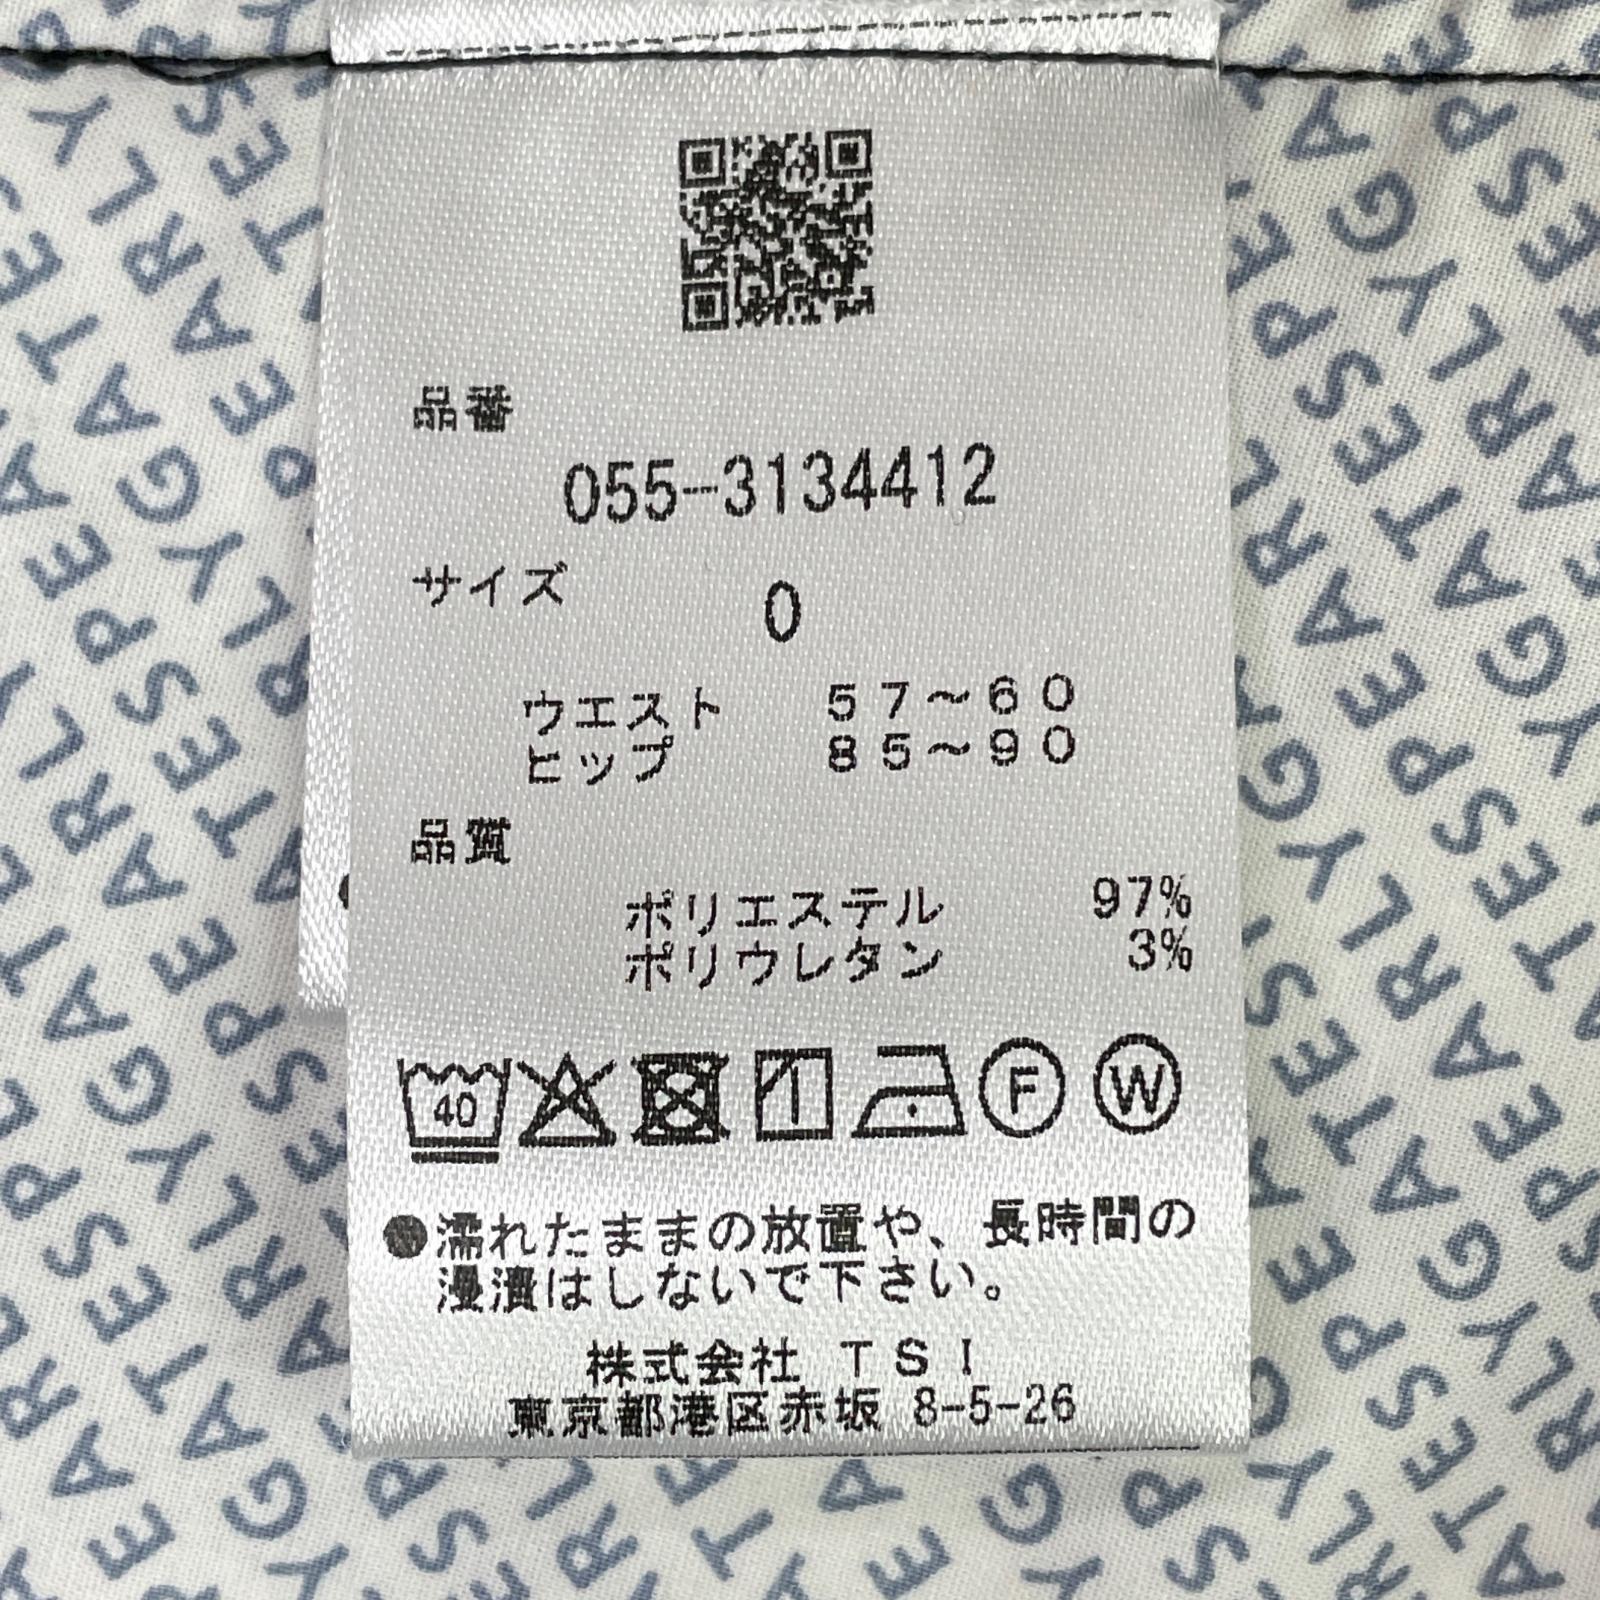 品番
055-3134412
サイズ
0
ウエスト 57～60
ヒップ 85～90
品質
ポリエステル 97%
ポリウレタン 3%
40
F
W
●濡れたままの放置や、長時間の
浸漬はしないで下さい。
株式会社 TSI
東京都港区赤坂 8-5-26
PEARLY GATES